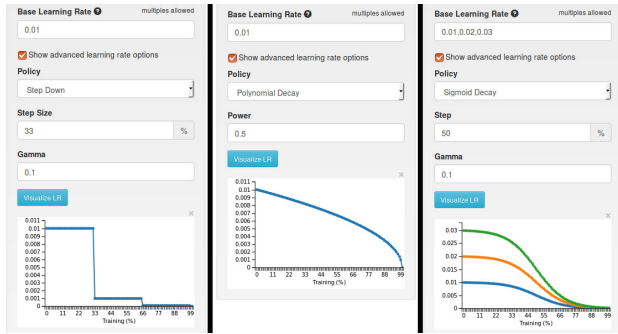 Base Learning Rate ? multiples allowed
0.01
Show advanced learning rate options
Policy
Step Down
Step Size
33 %
Gamma
0.1
Visualize LR
×
0.011
0.01
0.009
0.008
0.007
0.006
0.005
0.004
0.003
0.002
0.001
0
0 11 22 33 44 55 66 77 88 99
Training (%)
Base Learning Rate ? multiples allowed
0.01
Show advanced learning rate options
Policy
Polynomial Decay
Power
0.5
Visualize LR
×
0.011
0.01
0.009
0.008
0.007
0.006
0.005
0.004
0.003
0.002
0.001
0
0 11 22 33 44 55 66 77 88 99
Training (%)
Base Learning Rate ? multiples allowed
0.01,0.02,0.03
Show advanced learning rate options
Policy
Sigmoid Decay
Step
50 %
Gamma
0.1
Visualize LR
×
0.03
0.025
0.02
0.015
0.01
0.005
0
0 11 22 33 44 55 66 77 88 99
Training (%)